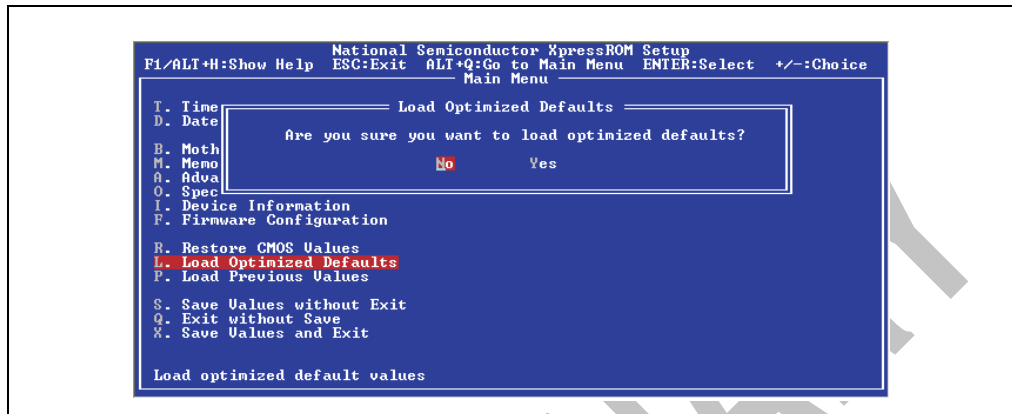 National Semiconductor XpressROM Setup
F1/ALT+H:Show Help ESC:Exit ALT+Q:Go to Main Menu ENTER:Select +/-:Choice
Main Menu
T. Time
D. Date
Load Optimized Defaults
Are you sure you want to load optimized defaults?
No Yes
B. Moth
M. Memo
A. Adva
O. Spec
I. Device Information
F. Firmware Configuration
R. Restore CMOS Values
L. Load Optimized Defaults
P. Load Previous Values
S. Save Values without Exit
Q. Exit without Save
X. Save Values and Exit
Load optimized default values